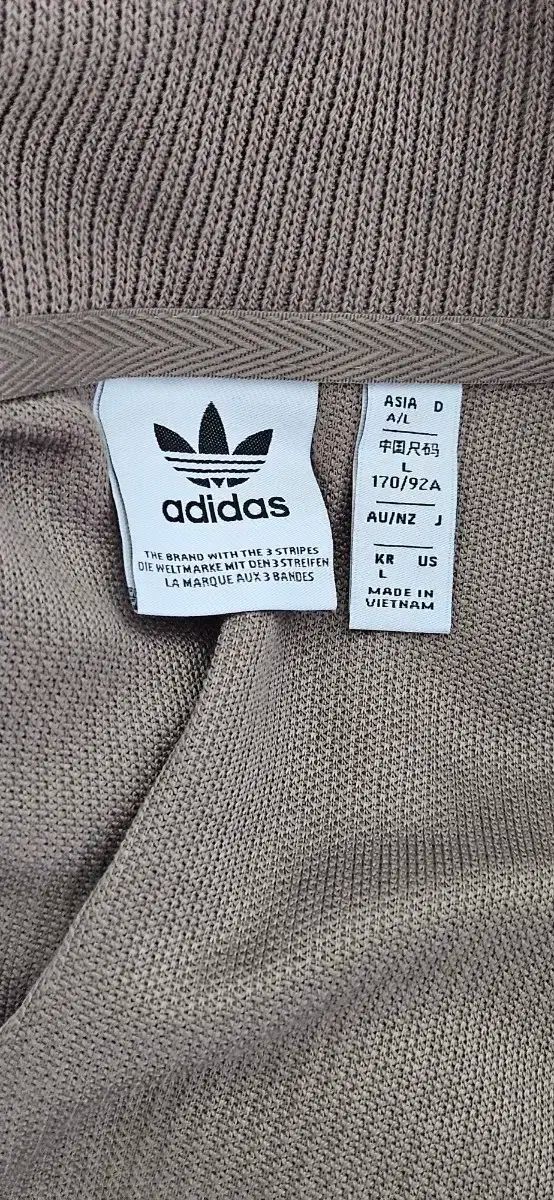 adidas
THE BRAND WITH THE 3 STRIPES
DIE WELTMARKE MIT DEN 3 STREIFEN
LA MARQUE AUX 3 BANDES
ASIA D
A/L
中国尺码
L
170/92A
AU/NZ J
KR US
L
MADE IN
VIETNAM